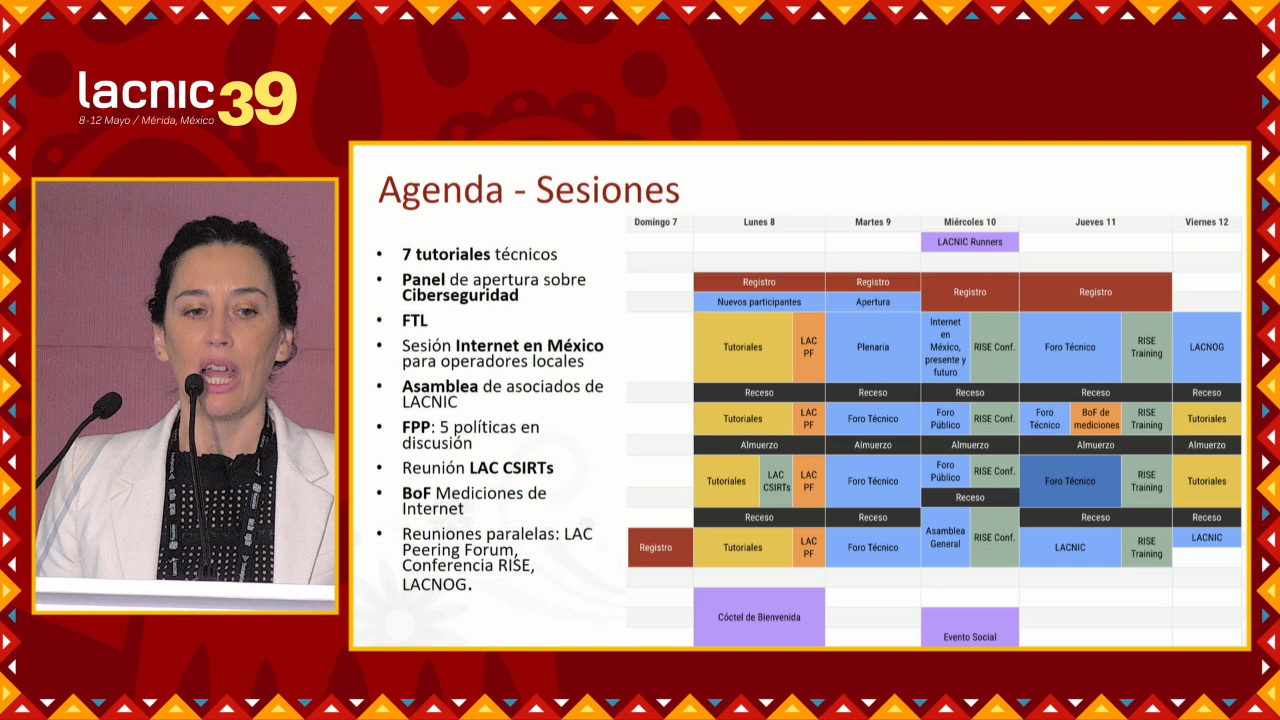 lacnic39
8-12 Mayo / Mérida, México
Agenda - Sesiones
• 7 tutoriales técnicos
• Panel de apertura sobre
Ciberseguridad
• FTL
• Sesión Internet en México
para operadores locales
• Asamblea de asociados de
LACNIC
• FPP: 5 políticas en
discusión
• Reunión LAC CSIRTs
• BoF Mediciones de
Internet
• Reuniones paralelas: LAC
Peering Forum,
Conferencia RISE,
LACNOG.
Domingo 7 Lunes 8 Martes 9 Miércoles 10 Jueves 11 Viernes 12
LACNIC Runners
Registro Registro Registro Registro
Nuevos participantes Apertura
Tutoriales
LAC
PF
Plenaria
Internet
en
México,
presente y
futuro
RISE Conf.
Foro Técnico
RISE
Training
LACNOG
Receso Receso Receso Receso Receso
Tutoriales
LAC
PF
Foro Técnico
Foro
Público
RISE Conf.
Foro
Técnico
BoF de
mediciones
RISE
Training
Tutoriales
Almuerzo Almuerzo Almuerzo Almuerzo Almuerzo
Tutoriales
LAC
CSIRTs
LAC
PF
Foro Técnico
Foro
Público
RISE Conf.
Foro Técnico
RISE
Training
Tutoriales
Receso
Receso Receso Receso Receso
Registro
Tutoriales
LAC
PF
Foro Técnico
Asamblea
General
RISE Conf.
LACNIC
RISE
Training
LACNIC
Cóctel de Bienvenida
Evento Social